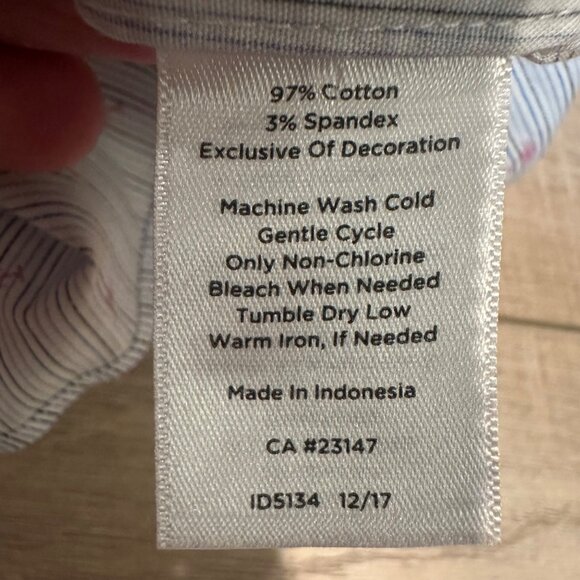 97% Cotton
3% Spandex
Exclusive Of Decoration
Machine Wash Cold
Gentle Cycle
Only Non-Chlorine
Bleach When Needed
Tumble Dry Low
Warm Iron, If Needed
Made In Indonesia
CA #23147
ID5134 12/17